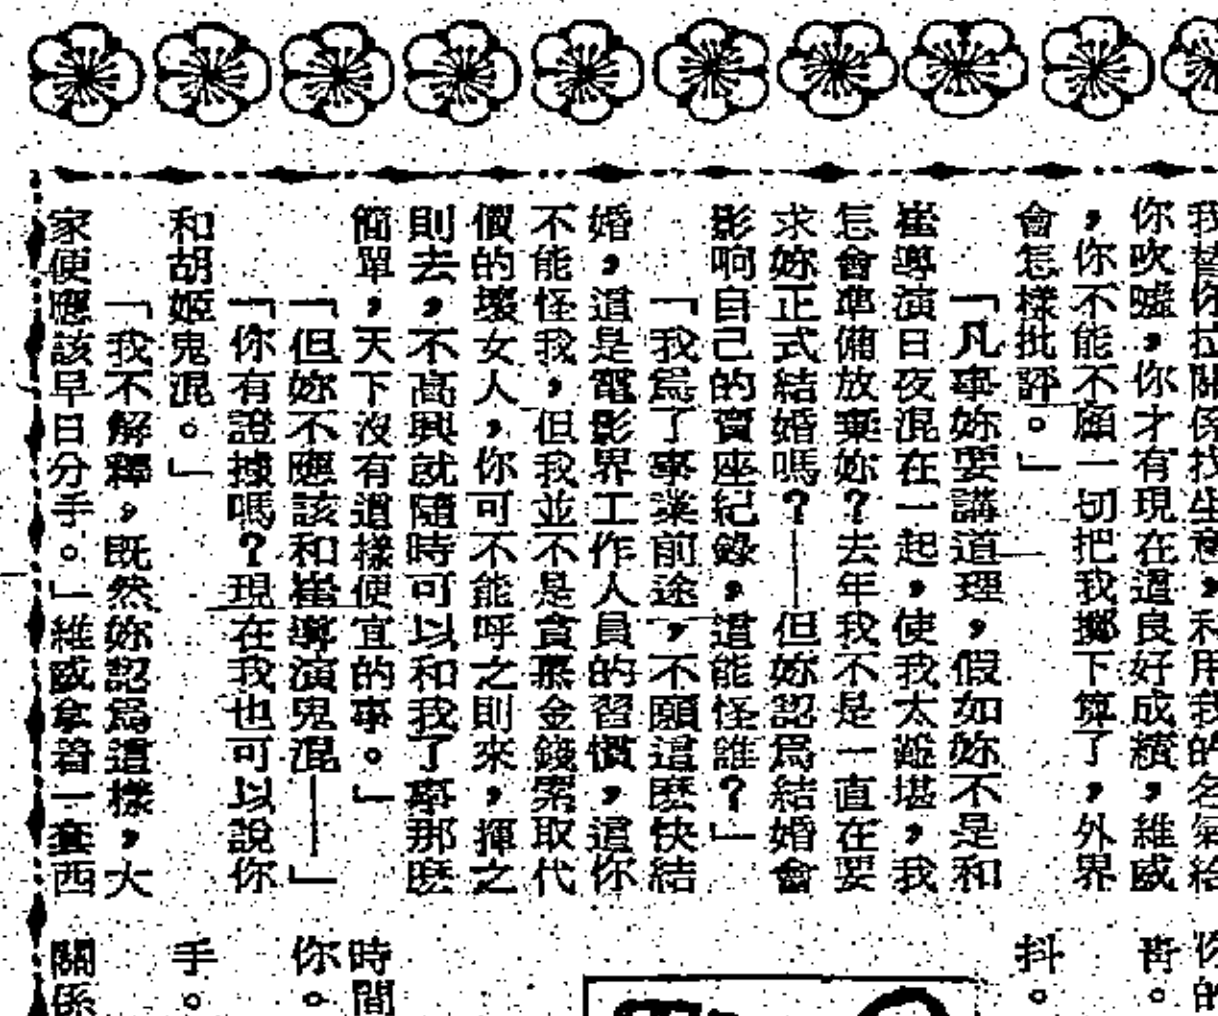 我替你拉關係找生意,利用我的名氣給
你吹噓,你才有現在這良好成績,維威
,你不能不顧一切把我擲下算了,外界
會怎樣批評。」
「凡事妳要講道理,假如妳不是和
崔導演日夜混在一起,使我太難堪,我
怎會準備放棄妳?去年我不是一直在要
求妳正式結婚嗎?——但妳認爲結婚會
影响自己的賣座紀錄,這能怪誰?」
「我爲了事業前途,不願這麽快結
婚,這是電影界工作人員的習慣,這你
不能怪我,但我並不是貪慕金錢索取代
價的壞女人,你可不能呼之則來,揮之
則去,不高興就隨時可以和我了事那麽
簡單,天下沒有這樣便宜的事。」
「但妳不應該和崔導演鬼混——」
「你有證據嗎?現在我也可以說你
和胡姬鬼混。」
「我不解釋,既然妳認爲這樣,大
家便應該早日分手。」維威拿着一套西
你的
抖。
時間
你。
手。
關係